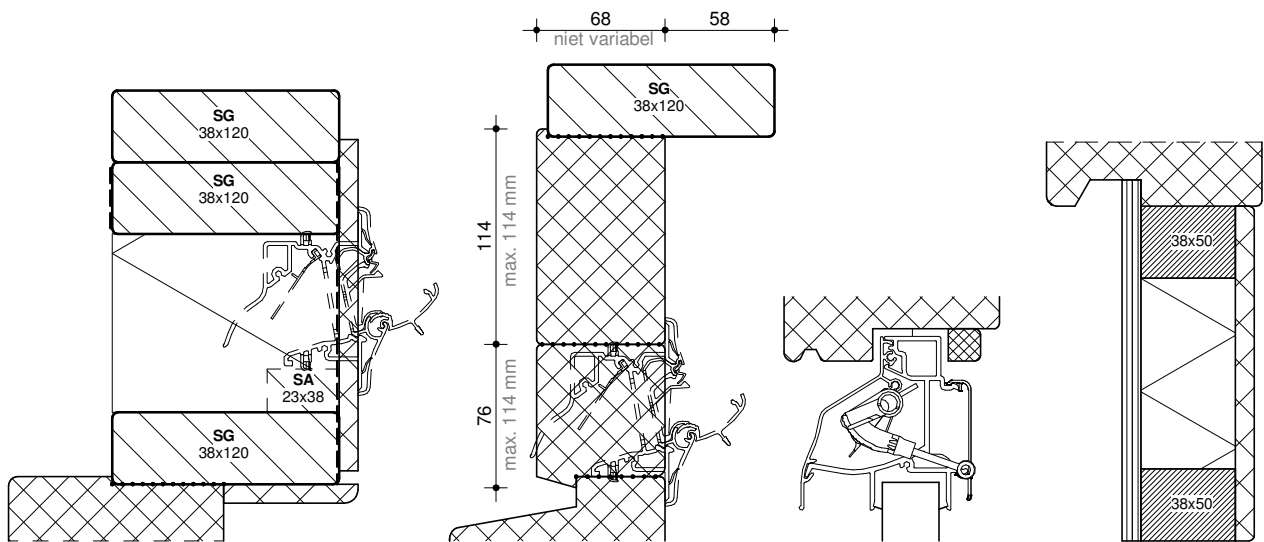 SG
38x120
SG
38x120
SA
23x38
SG
38x120
68
58
niet variabel
SG
38x120
114
max. 114 mm
76
max. 114 mm
38x50
38x50